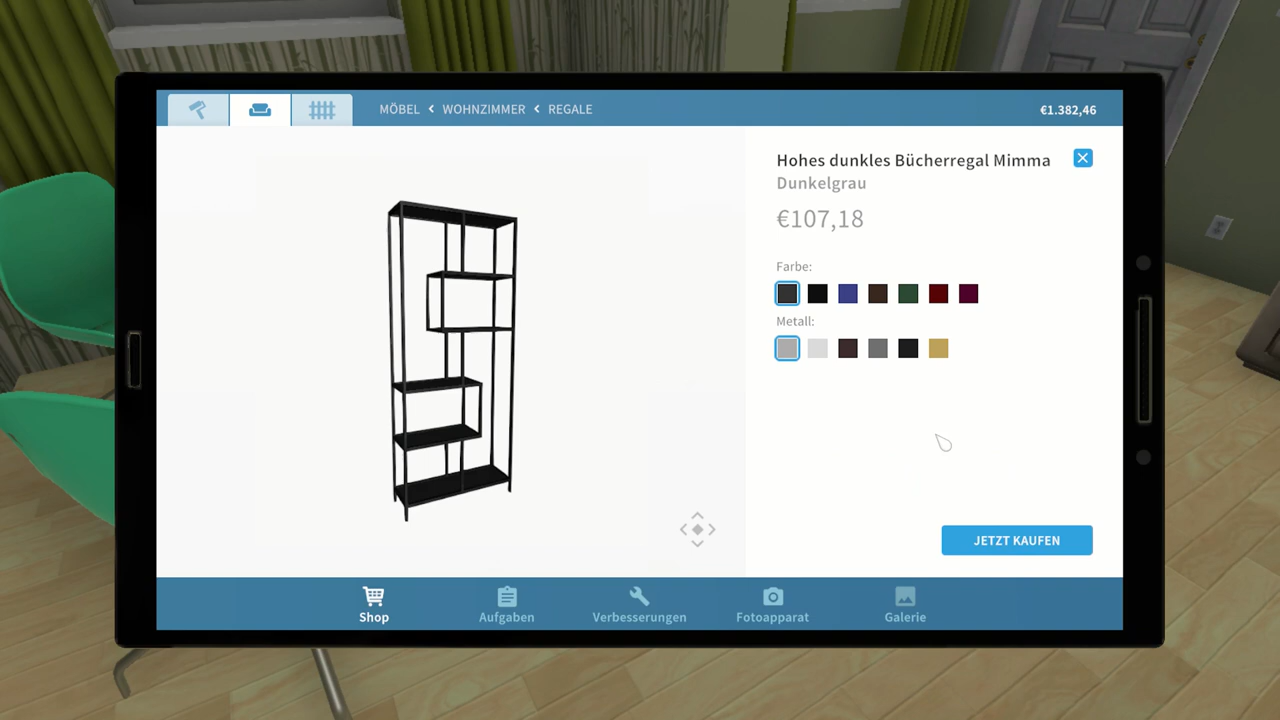 MÖBEL < WOHNZIMMER < REGALE
€1.382,46
Hohes dunkles Bücherregal Mimma
Dunkelgrau
€107,18
Farbe:
Metall:
JETZT KAUFEN
Shop
Aufgaben
Verbesserungen
Fotoapparat
Galerie